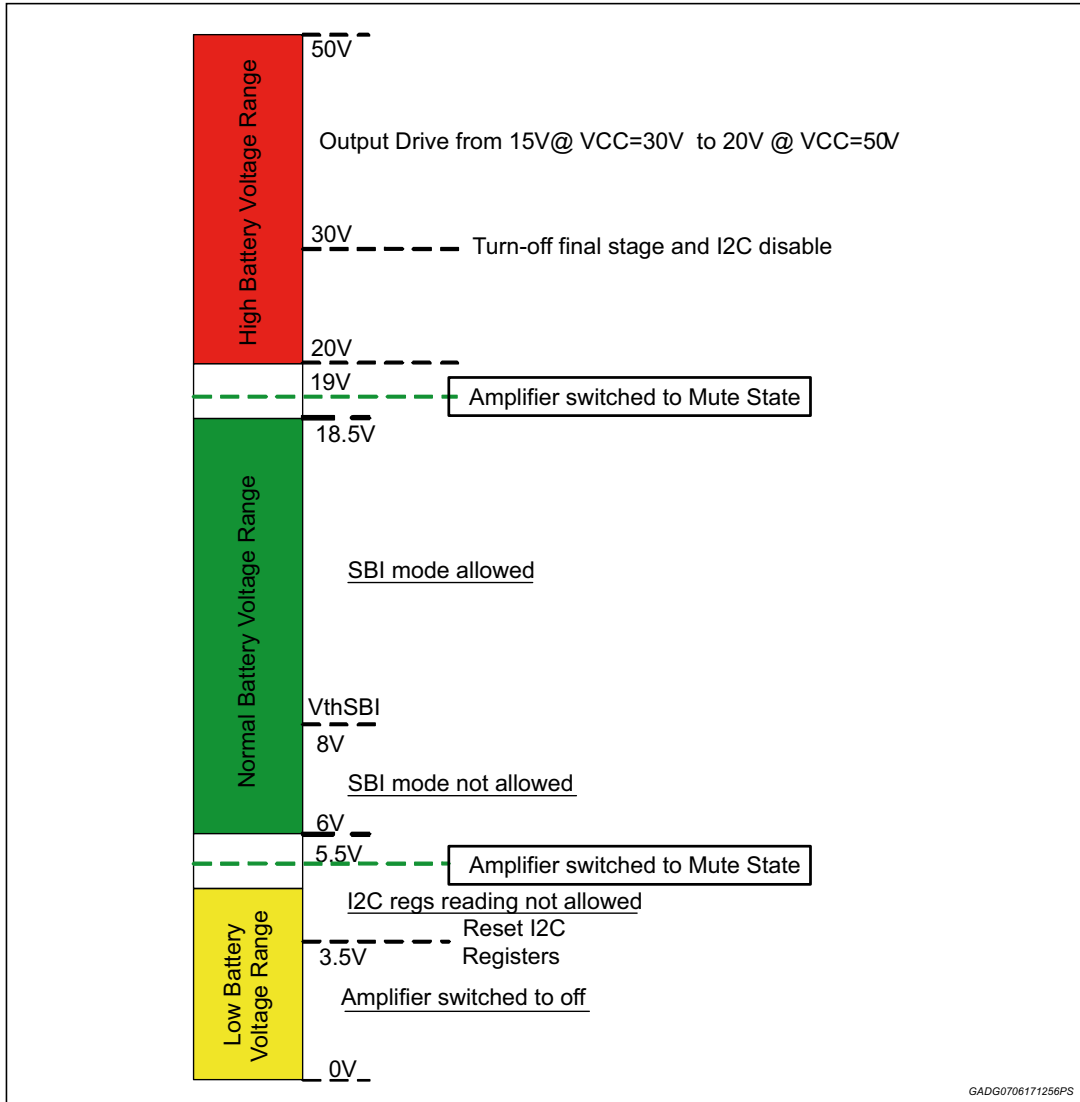 50V
High Battery Voltage Range
Output Drive from 15V@ VCC=30V to 20V @ VCC=50V
30V
Turn-off final stage and I2C disable
20V
19V
Amplifier switched to Mute State
18.5V
Normal Battery Voltage Range
SBI mode allowed
VthSBI
8V
SBI mode not allowed
6V
5.5V
Amplifier switched to Mute State
I2C regs reading not allowed
Low Battery
Voltage Range
Reset I2C
Registers
3.5V
Amplifier switched to off
0V
GADG0706171256PS